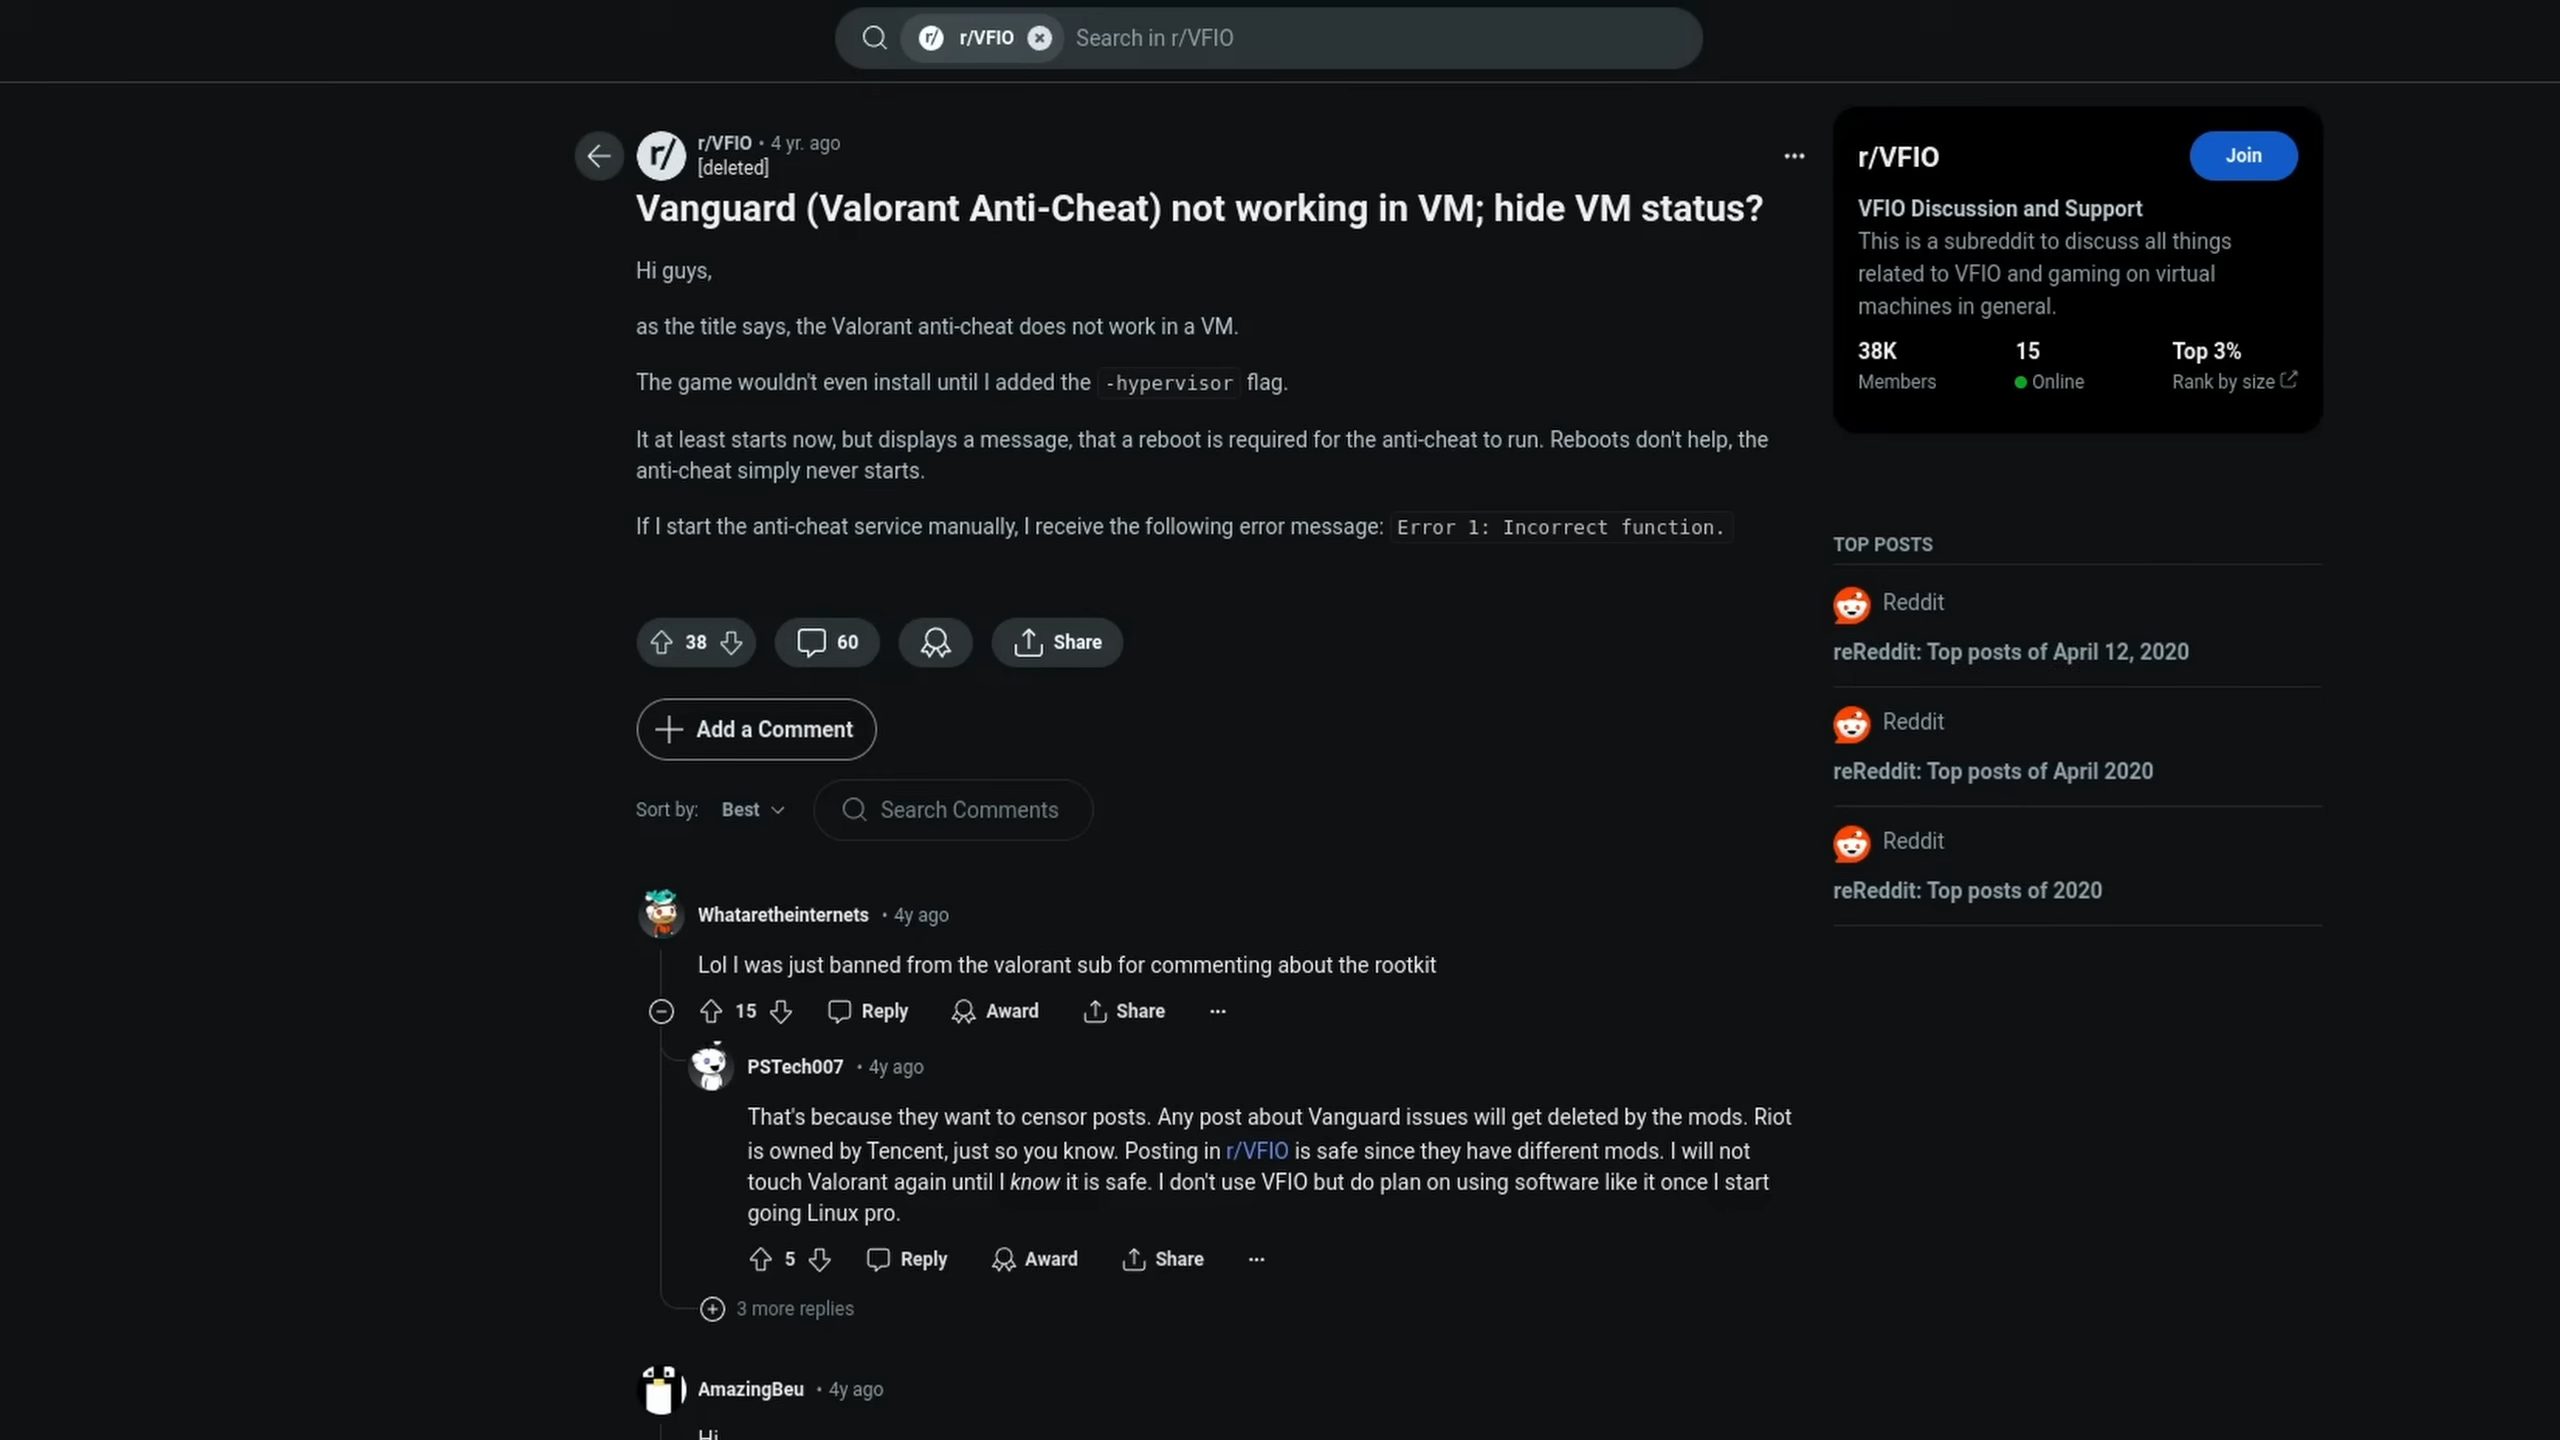 r/VFIO
Search in r/VFIO
r/VFIO • 4 yr. ago
[deleted]
Vanguard (Valorant Anti-Cheat) not working in VM; hide VM status?
Hi guys,
as the title says, the Valorant anti-cheat does not work in a VM.
The game wouldn't even install until I added the -hypervisor flag.
It at least starts now, but displays a message, that a reboot is required for the anti-cheat to run. Reboots don't help, the
anti-cheat simply never starts.
If I start the anti-cheat service manually, I receive the following error message: Error 1: Incorrect function.
38 60 Share
Add a Comment
Sort by: Best Search Comments
Whataretheinternets • 4y ago
Lol I was just banned from the valorant sub for commenting about the rootkit
15 Reply Award Share
PSTech007 • 4y ago
That's because they want to censor posts. Any post about Vanguard issues will get deleted by the mods. Riot
is owned by Tencent, just so you know. Posting in r/VFIO is safe since they have different mods. I will not
touch Valorant again until I know it is safe. I don't use VFIO but do plan on using software like it once I start
going Linux pro.
5 Reply Award Share
3 more replies
AmazingBeu • 4y ago
Hi
r/VFIO
Join
VFIO Discussion and Support
This is a subreddit to discuss all things
related to VFIO and gaming on virtual
machines in general.
38K 15 Top 3%
Members Online Rank by size
TOP POSTS
Reddit
reReddit: Top posts of April 12, 2020
Reddit
reReddit: Top posts of April 2020
Reddit
reReddit: Top posts of 2020